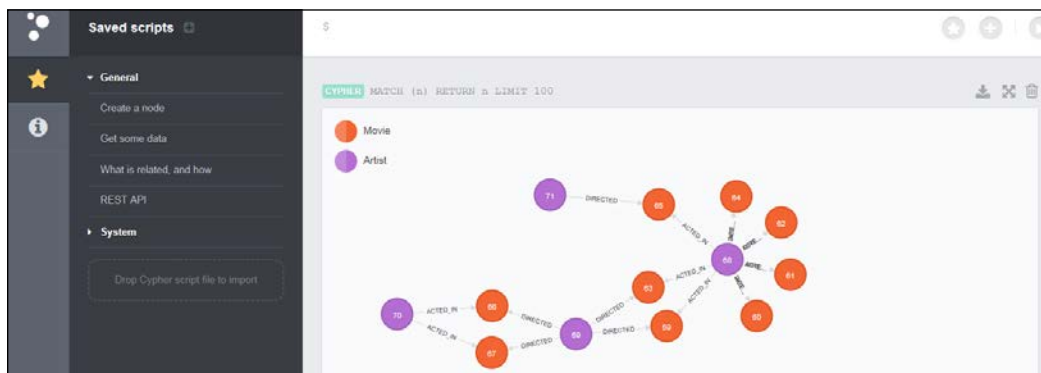 Saved scripts
$
General
Create a node
Get some data
What is related, and how
REST API
System
Drop Cypher script file to import
CYPHER MATCH (n) RETURN n LIMIT 100
Movie
Artist
71
DIRECTED
65
64
62
ACTED_IN
68
61
ACTED_IN
63
ACTED_IN
60
70
ACTED_IN
66
DIRECTED
DIRECTED
69
DIRECTED
59
ACTED_IN
67
DIRECTED